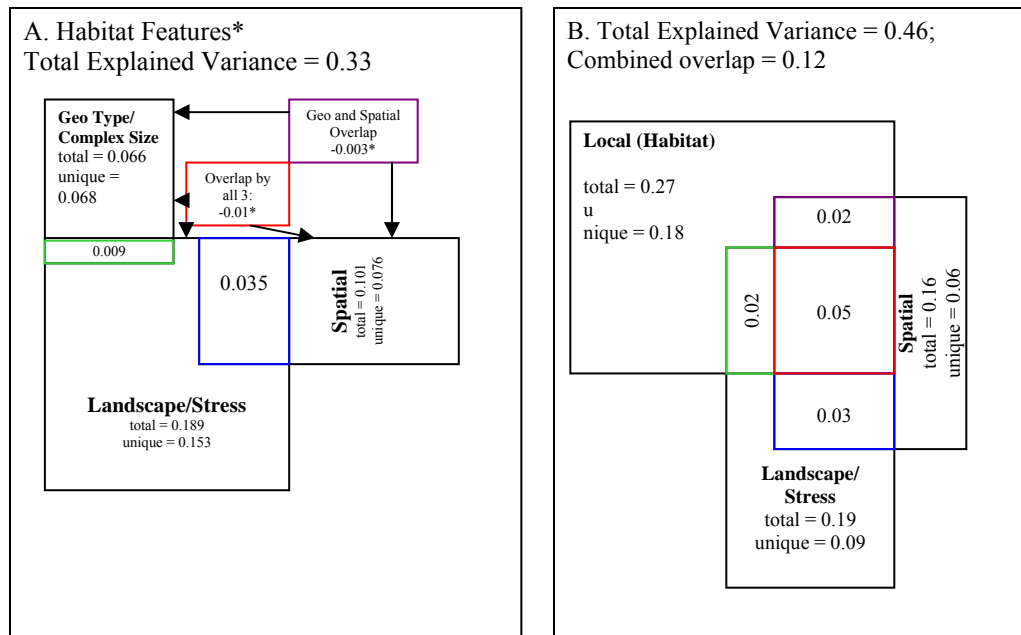 A. Habitat Features*
Total Explained Variance = 0.33
Geo Type/
Complex Size
total = 0.066
unique =
0.068
Geo and Spatial
Overlap
-0.003*
Overlap by
all 3:
-0.01*
0.009
0.035
Spatial
total = 0.101
unique = 0.076
Landscape/Stress
total = 0.189
unique = 0.153
B. Total Explained Variance = 0.46;
Combined overlap = 0.12
Local (Habitat)
total = 0.27
u
nique = 0.18
0.02
0.02
0.05
Spatial
total = 0.16
unique = 0.06
0.03
Landscape/
Stress
total = 0.19
unique = 0.09